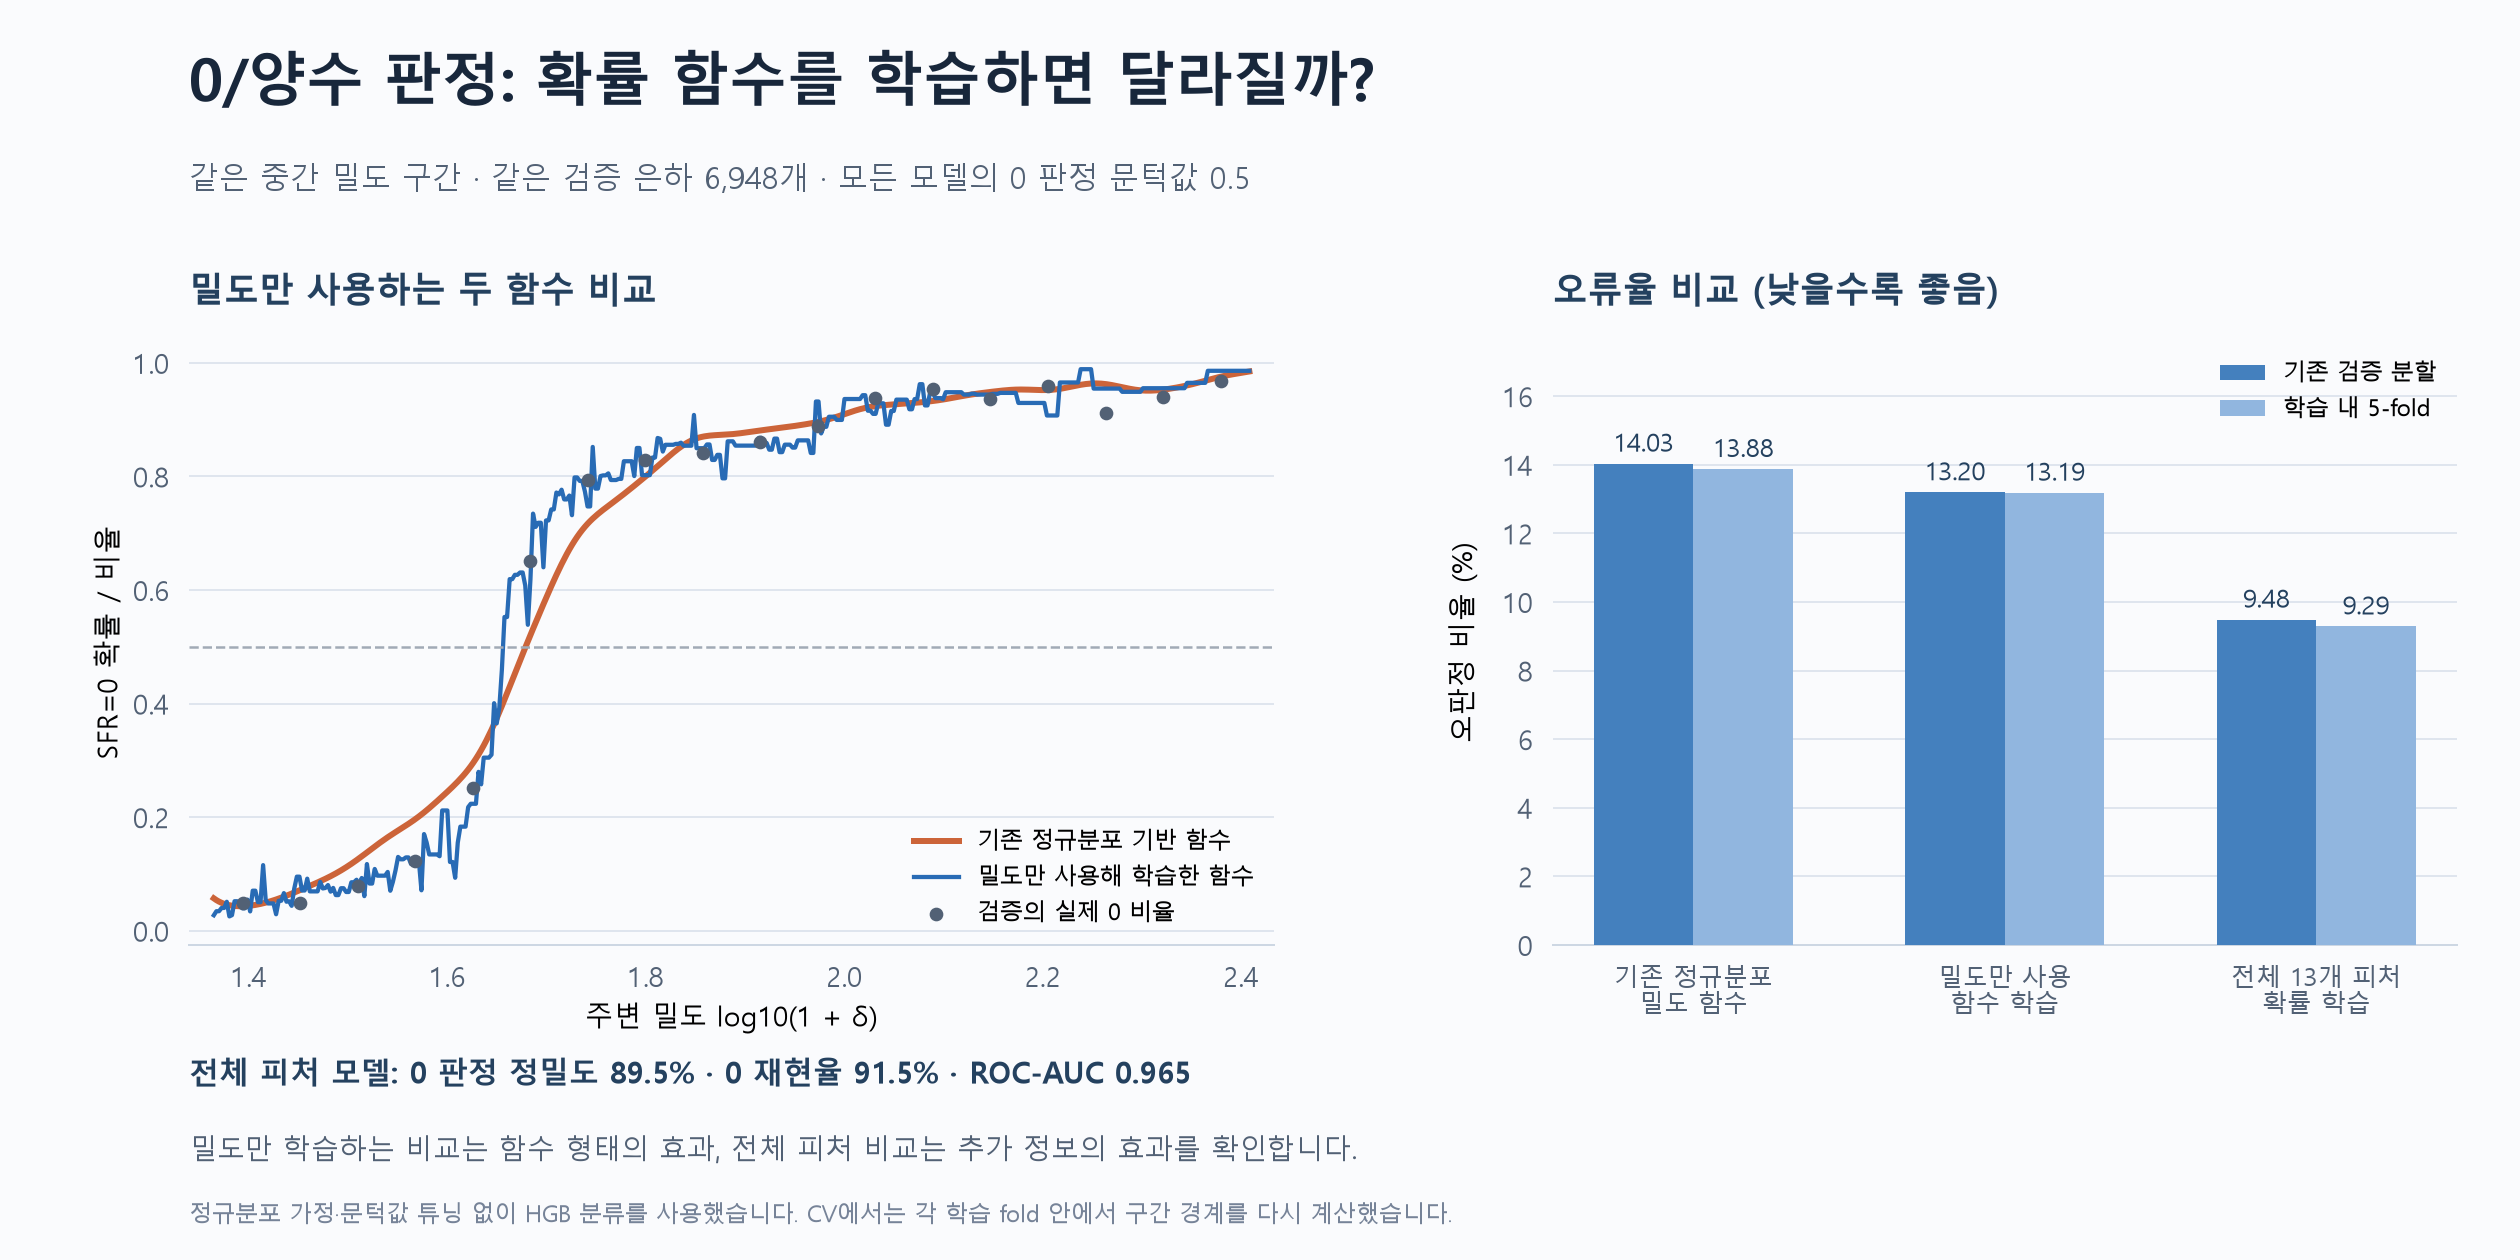 0/양수 판정: 확률 함수를 학습하면 달라질까?
같은 중간 밀도 구간 · 같은 검증 은하 6,948개 · 모든 모델의 0 판정 문턱값 0.5
밀도만 사용하는 두 함수 비교
1.0
0.8
0.6
0.4
0.2
0.0
SFR=0 확률 / 비율
기존 정규분포 기반 함수
밀도만 사용해 학습한 함수
검증의 실제 0 비율
1.4 1.6 1.8 2.0 2.2 2.4
주변 밀도 log10(1 + δ)
오류율 비교 (낮을수록 좋음)
기존 검증 분할
학습 내 5-fold
16
14
12
10
8
6
4
2
0
오판정 비율 (%)
14.03 13.88 13.20 13.19 9.48 9.29
기존 정규분포
밀도 함수
밀도만 사용
함수 학습
전체 13개 피처
확률 학습
전체 피처 모델: 0 판정 정밀도 89.5% · 0 재현율 91.5% · ROC-AUC 0.965
밀도만 학습하는 비교는 함수 형태의 효과, 전체 피처 비교는 추가 정보의 효과를 확인합니다.
정규분포 가정·문턱값 튜닝 없이 HGB 분류를 사용했습니다. CV에서는 각 학습 fold 안에서 구간 경계를 다시 계산했습니다.